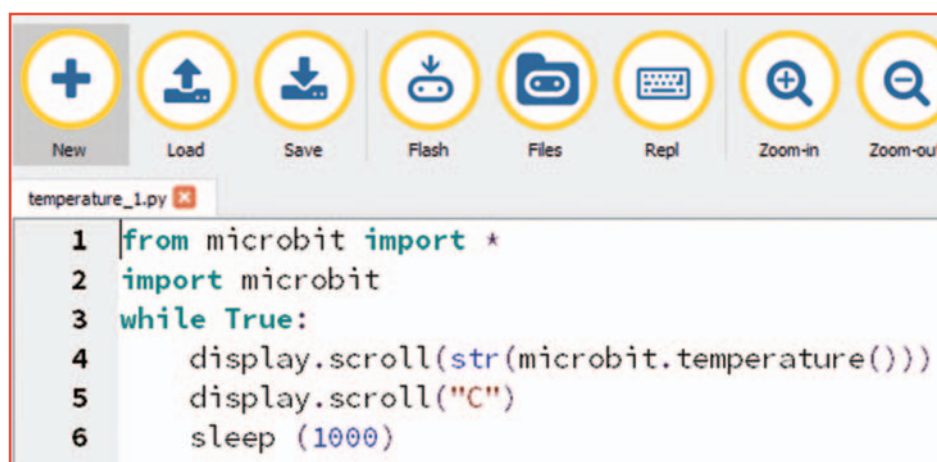 New Load Save Flash Files Repl Zoom-in Zoom-ou
temperature_1.py
1 from microbit import *
2 import microbit
3 while True:
4     display.scroll(str(microbit.temperature()))
5     display.scroll("C")
6     sleep (1000)